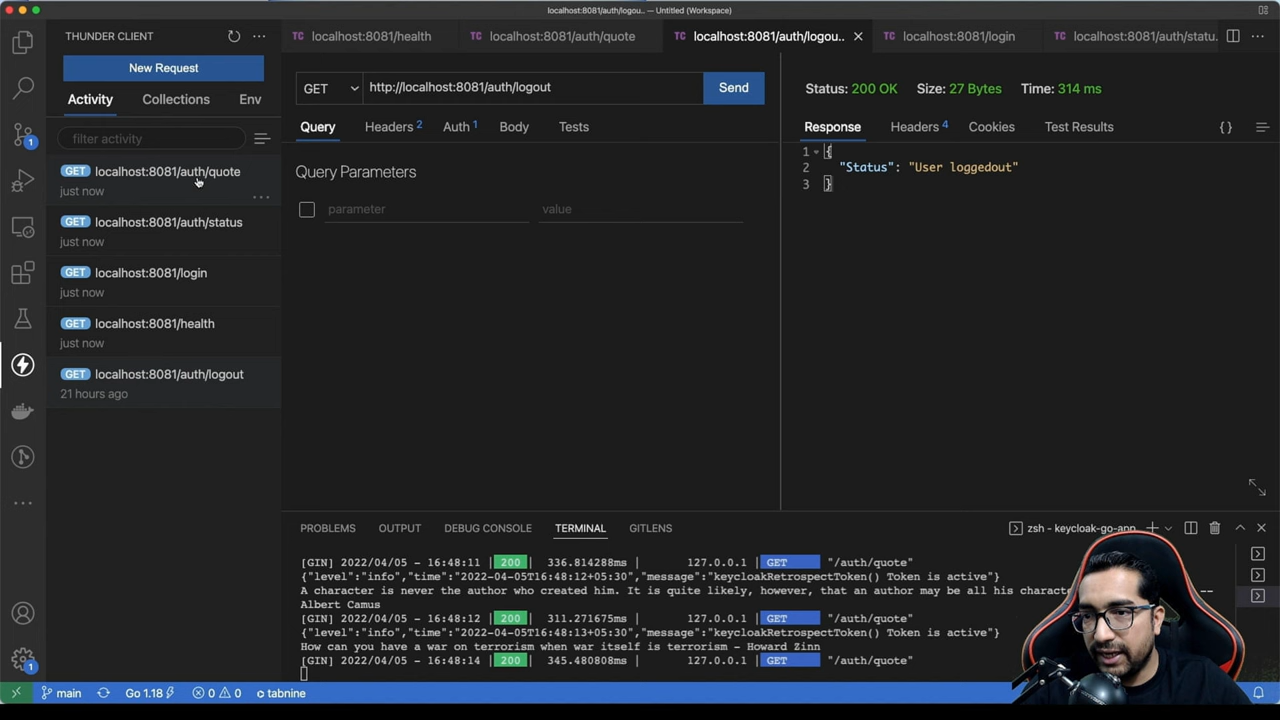 localhost:8081/auth/logou.. — Untitled (Workspace)
THUNDER CLIENT
TC localhost:8081/health
TC localhost:8081/auth/quote
TC localhost:8081/auth/logou..
TC localhost:8081/login
TC localhost:8081/auth/statu.
New Request
Activity Collections Env
filter activity
GET localhost:8081/auth/quote
just now
GET localhost:8081/auth/status
just now
GET localhost:8081/login
just now
GET localhost:8081/health
just now
GET localhost:8081/auth/logout
21 hours ago
1
1
GET http://localhost:8081/auth/logout Send
Query Headers 2 Auth 1 Body Tests
Query Parameters
parameter value
Status: 200 OK Size: 27 Bytes Time: 314 ms
Response Headers 4 Cookies Test Results { }
1 {
2 "Status": "User loggedout"
3 }
PROBLEMS OUTPUT DEBUG CONSOLE TERMINAL GITLENS zsh - keycloak-go-app
[GIN] 2022/04/05 - 16:48:11 | 200 | 336.814288ms | 127.0.0.1 | GET "/auth/quote"
{"level":"info","time":"2022-04-05T16:48:12+05:30","message":"keycloakRetrospectToken() Token is active"}
A character is never the author who created him. It is quite likely, however, that an author may be all his charact
Albert Camus
[GIN] 2022/04/05 - 16:48:12 | 200 | 311.271675ms | 127.0.0.1 | GET "/auth/quote"
{"level":"info","time":"2022-04-05T16:48:13+05:30","message":"keycloakRetrospectToken() Token is active"}
How can you have a war on terrorism when war itself is terrorism - Howard Zinn
[GIN] 2022/04/05 - 16:48:14 | 200 | 345.480808ms | 127.0.0.1 | GET "/auth/quote"
main Go 1.18 0 0 tabnine